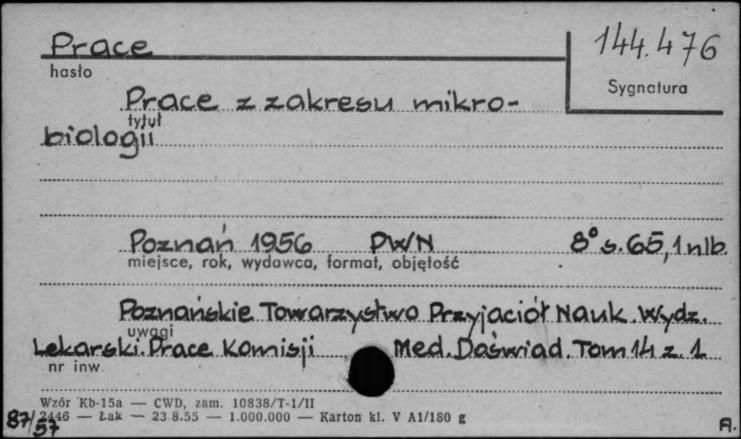 Prace
144.476
hasło
Sygnatura
Prace z zakresu mikro-
tytuł
biologii
Poznań 1956 PWN 8° s. 65, 1 nlb.
miejsce, rok, wydawca, format, objętość
Poznańskie Towarzystwo Przyjaciół Nauk. Wydz.
uwagi
Lekarski. Prace Komisji Med. Doświad. Tom 14 z. 1
nr inw.
Wzór Kb-15a — CWD, zam. 10838/T-1/II
2446 — Łak — 23 8.55 — 1.000.000 — Karton kl. V A1/180 g
87/57
A.